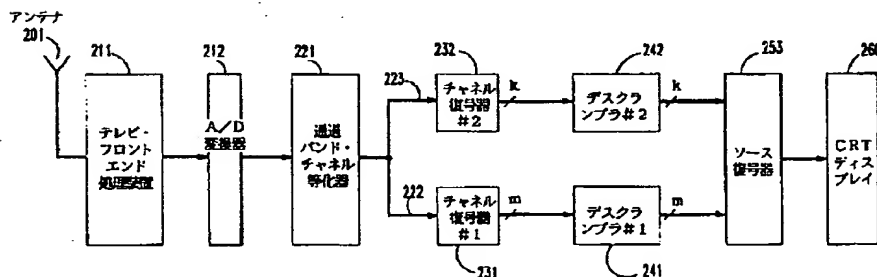 アンテナ
201
211
テレビ・
フロント
エンド
処理装置
212
A/D
変換器
221
通過
バンド・
チャネル
等化器
223
222
232
チャネル
復号器
#2
k
242
デスクラ
ンブラ#2
k
231
チャネル
復号器
#1
m
241
デスクラ
ンブラ#1
m
253
ソース
復号器
260
CRT
ディス
プレイ